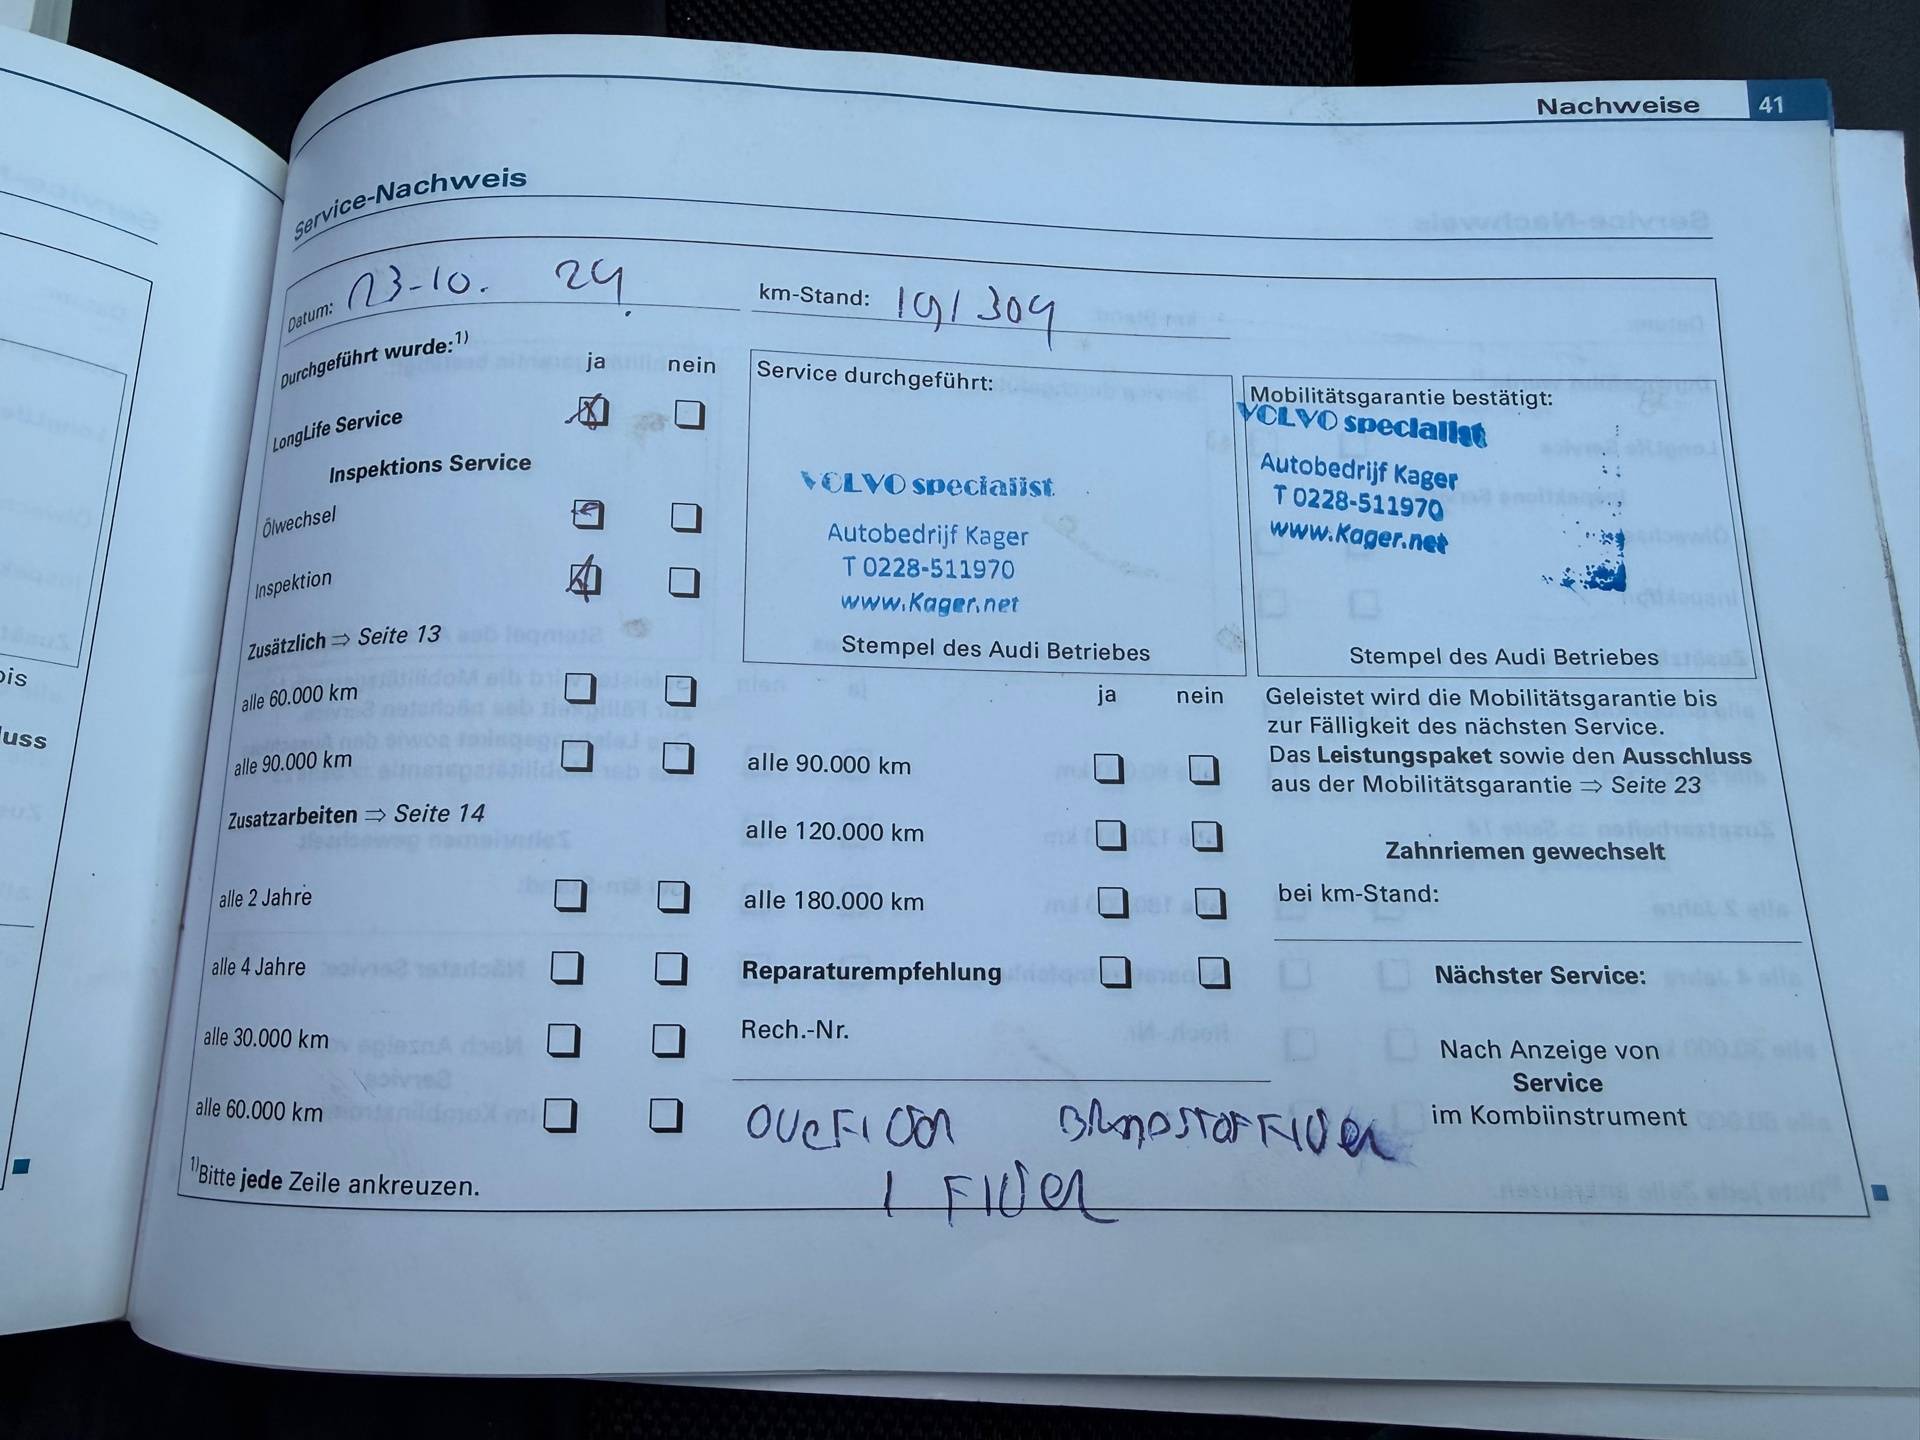 Nachweise 41
Service-Nachweis
Datum: 23-10. 24 km-Stand: 191304
Durchgeführt wurde:1)
ja nein
LongLife Service
Inspektions Service
Ölwechsel
Inspektion
Zusätzlich ⇒ Seite 13
alle 60.000 km
alle 90.000 km
Zusatzarbeiten ⇒ Seite 14
alle 2 Jahre
alle 4 Jahre
alle 30.000 km
alle 60.000 km
1)Bitte jede Zeile ankreuzen.
Service durchgeführt:
VOLVO specialist
Autobedrijf Kager
T 0228-511970
www.Kager.net
Stempel des Audi Betriebes
ja nein
alle 90.000 km
alle 120.000 km
alle 180.000 km
Reparaturempfehlung
Rech.-Nr.
Mobilitätsgarantie bestätigt:
VOLVO specialist
Autobedrijf Kager
T 0228-511970
www.Kager.net
Stempel des Audi Betriebes
Geleistet wird die Mobilitätsgarantie bis
zur Fälligkeit des nächsten Service.
Das Leistungspaket sowie den Ausschluss
aus der Mobilitätsgarantie ⇒ Seite 23
Zahnriemen gewechselt
bei km-Stand:
Nächster Service:
Nach Anzeige von
Service
im Kombiinstrument
luss